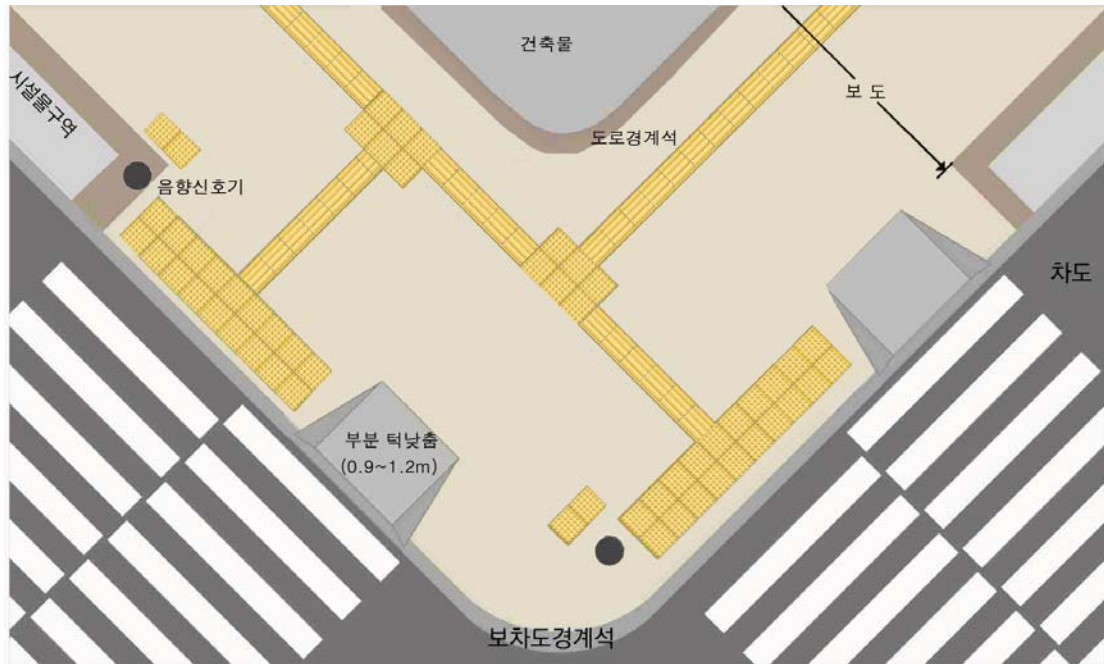 건축물
시설물구역
보 도
도로경계석
음향신호기
차도
부분 턱낮춤
(0.9~1.2m)
보차도경계석